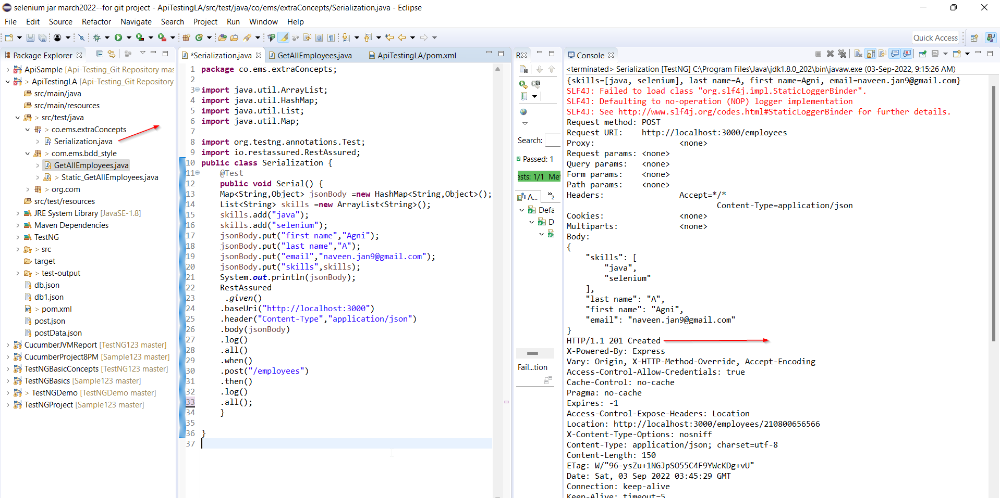 selenium jar march2022--for git project - ApiTestingLA/src/test/java/co/ems/extraConcepts/Serialization.java - Eclipse
File Edit Source Refactor Navigate Search Project Run Window Help
Quick Access
Package Explorer
ApiSample [Api-Testing_Git Repository mas
> ApiTestingLA [Api-Testing_Git Repository
src/main/java
src/main/resources
> src/test/java
> co.ems.extraConcepts
Serialization.java
> com.ems.bdd_style
GetAllEmployees.java
> Static_GetAllEmployees.java
> org.com
src/test/resources
JRE System Library [JavaSE-1.8]
Maven Dependencies
TestNG
> src
target
> test-output
db.json
db1.json
> pom.xml
post.json
postData.json
CucumberJVMReport [TestNG123 master]
CucumberProject8PM [Sample123 master]
TestNGBasicConcepts [TestNG123 master]
TestNGBasics [Sample123 master]
> TestNGDemo [TestNGDemo master]
TestNGProject [Sample123 master]
*Serialization.java GetAllEmployees.java ApiTestingLA/pom.xml
1 package co.ems.extraConcepts;
2
3 import java.util.ArrayList;
4 import java.util.HashMap;
5 import java.util.List;
6 import java.util.Map;
7
8 import org.testng.annotations.Test;
9 import io.restassured.RestAssured;
10 public class Serialization {
11 @Test
12 public void Serial() {
13 Map<String,Object> jsonBody =new HashMap<String,Object>();
14 List<String> skills =new ArrayList<String>();
15 skills.add("java");
16 skills.add("selenium");
17 jsonBody.put("first name","Agni");
18 jsonBody.put("last name","A");
19 jsonBody.put("email","naveen.jan9@gmail.com");
20 jsonBody.put("skills",skills);
21 System.out.println(jsonBody);
22 RestAssured
23 .given()
24 .baseUri("http://localhost:3000")
25 .header("Content-Type","application/json")
26 .body(jsonBody)
27 .log()
28 .all()
29 .when()
30 .post("/employees")
31 .then()
32 .log()
33 .all();
34 }
35
36 }
37
R
Search:
Passed: 1
ests: 1/1 Met
A... »2
Defa
D
Fail...tion
Console
<terminated> Serialization [TestNG] C:\Program Files\Java\jdk1.8.0_202\bin\javaw.exe (03-Sep-2022, 9:15:26 AM)
{skills=[java, selenium], last name=A, first name=Agni, email=naveen.jan9@gmail.com}
SLF4J: Failed to load class "org.slf4j.impl.StaticLoggerBinder".
SLF4J: Defaulting to no-operation (NOP) logger implementation
SLF4J: See http://www.slf4j.org/codes.html#StaticLoggerBinder for further details.
Request method: POST
Request URI: http://localhost:3000/employees
Proxy: <none>
Request params: <none>
Query params: <none>
Form params: <none>
Path params: <none>
Headers: Accept=*/*
Content-Type=application/json
Cookies: <none>
Multiparts: <none>
Body:
{
"skills": [
"java",
"selenium"
],
"last name": "A",
"first name": "Agni",
"email": "naveen.jan9@gmail.com"
}
HTTP/1.1 201 Created
X-Powered-By: Express
Vary: Origin, X-HTTP-Method-Override, Accept-Encoding
Access-Control-Allow-Credentials: true
Cache-Control: no-cache
Pragma: no-cache
Expires: -1
Access-Control-Expose-Headers: Location
Location: http://localhost:3000/employees/210800656566
X-Content-Type-Options: nosniff
Content-Type: application/json; charset=utf-8
Content-Length: 150
ETag: W/"96-ysZu+1NGJpSO55C4F9YWcKDg+vU"
Date: Sat, 03 Sep 2022 03:45:29 GMT
Connection: keep-alive
Keep-Alive: timeout=5